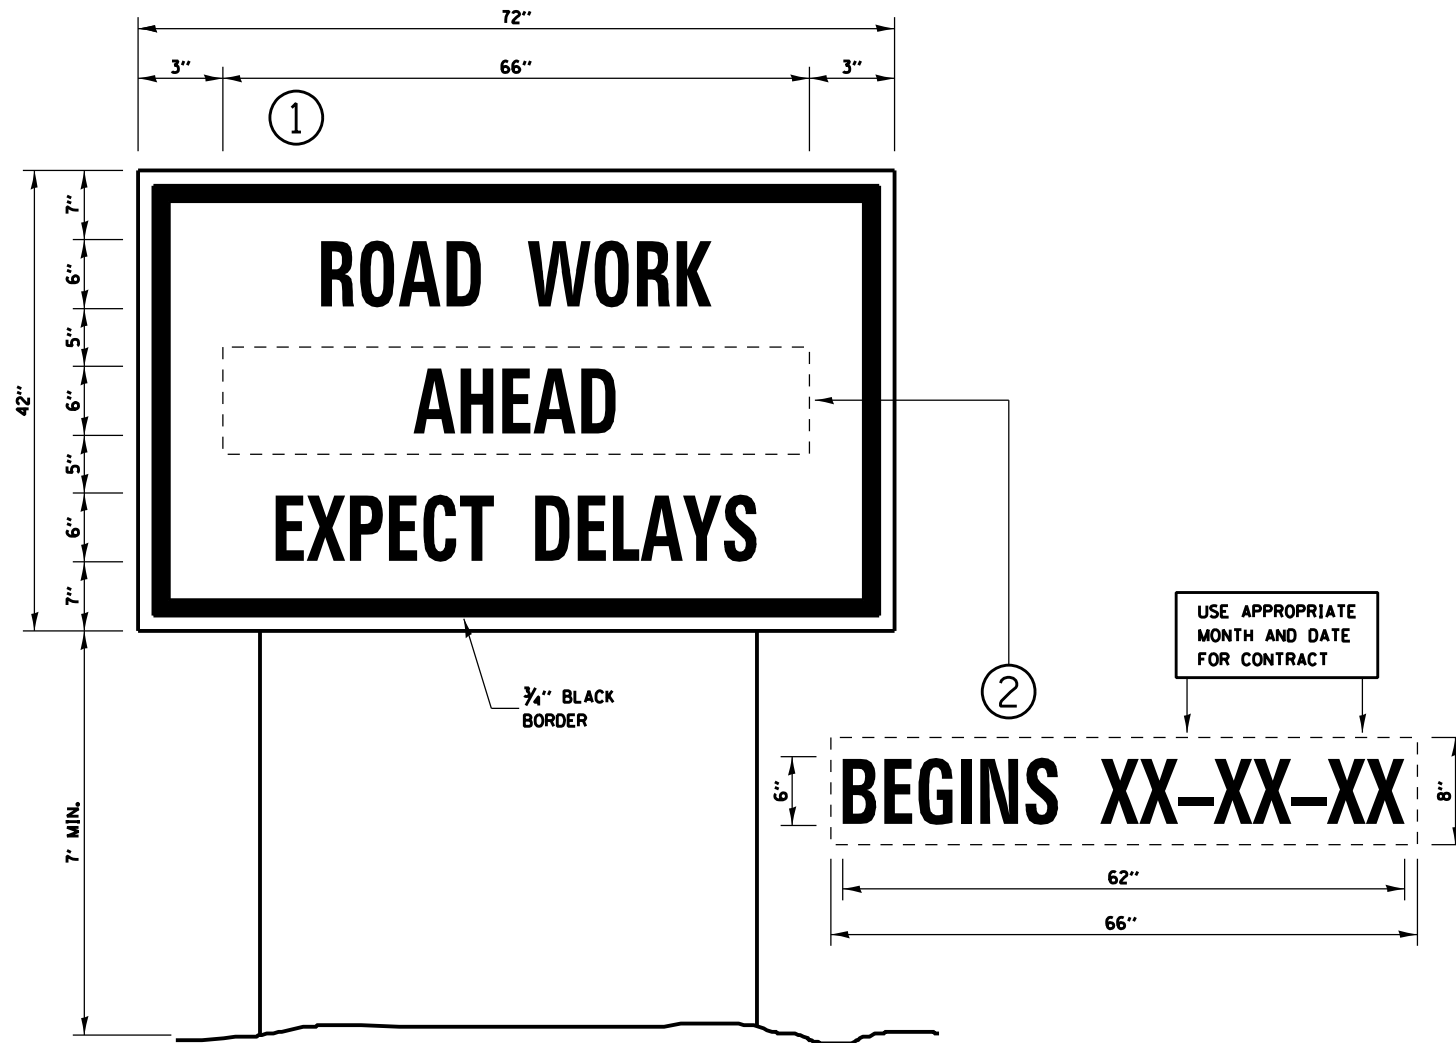 72"
3" 66" 3"
1
7"
6"
5"
6"
5"
6"
7"
42"
7' MIN.
ROAD WORK
AHEAD
EXPECT DELAYS
3/4" BLACK
BORDER
2
USE APPROPRIATE
MONTH AND DATE
FOR CONTRACT
6"
BEGINS XX-XX-XX
8"
62"
66"